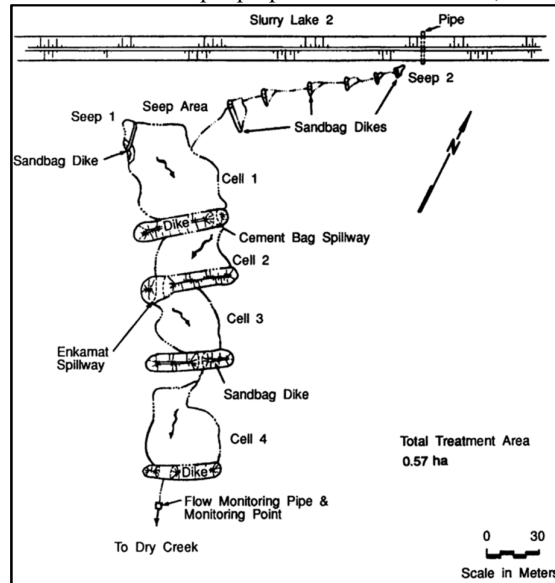 Slurry Lake 2
Pipe
Seep 2
Seep 1
Seep Area
Sandbag Dikes
Sandbag Dike
N
Cell 1
Dike
Cement Bag Spillway
Cell 2
Cell 3
Enkamat
Spillway
Sandbag Dike
Cell 4
Total Treatment Area
0.57 ha
Dike
Flow Monitoring Pipe &
Monitoring Point
To Dry Creek
0 30
Scale in Meters